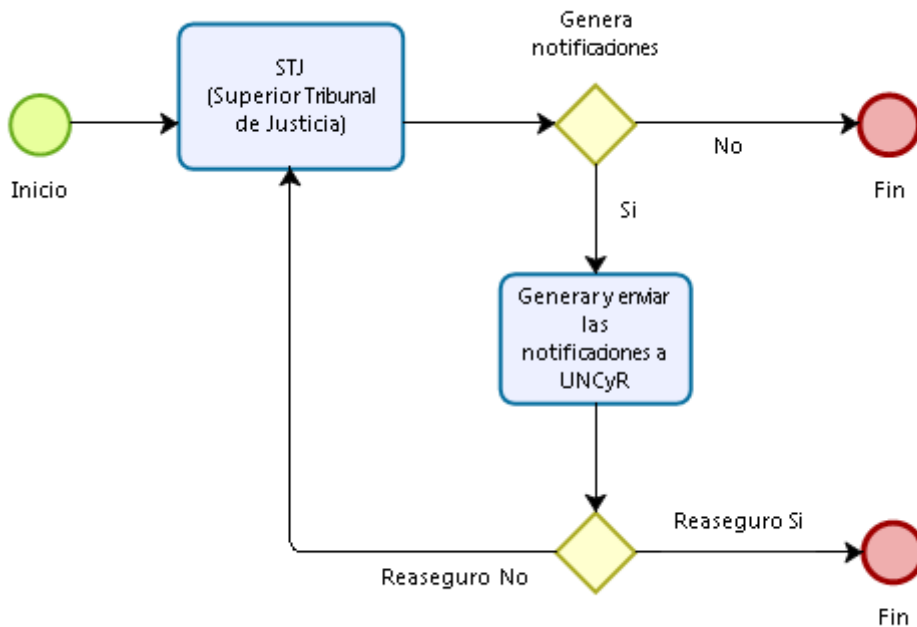 Genera
notificaciones
STJ
(Superior Tribunal
de Justicia)
No
Inicio
Fin
Si
Generar y enviar
las
notificaciones a
UNCyR
Reaseguro Si
Reaseguro No
Fin